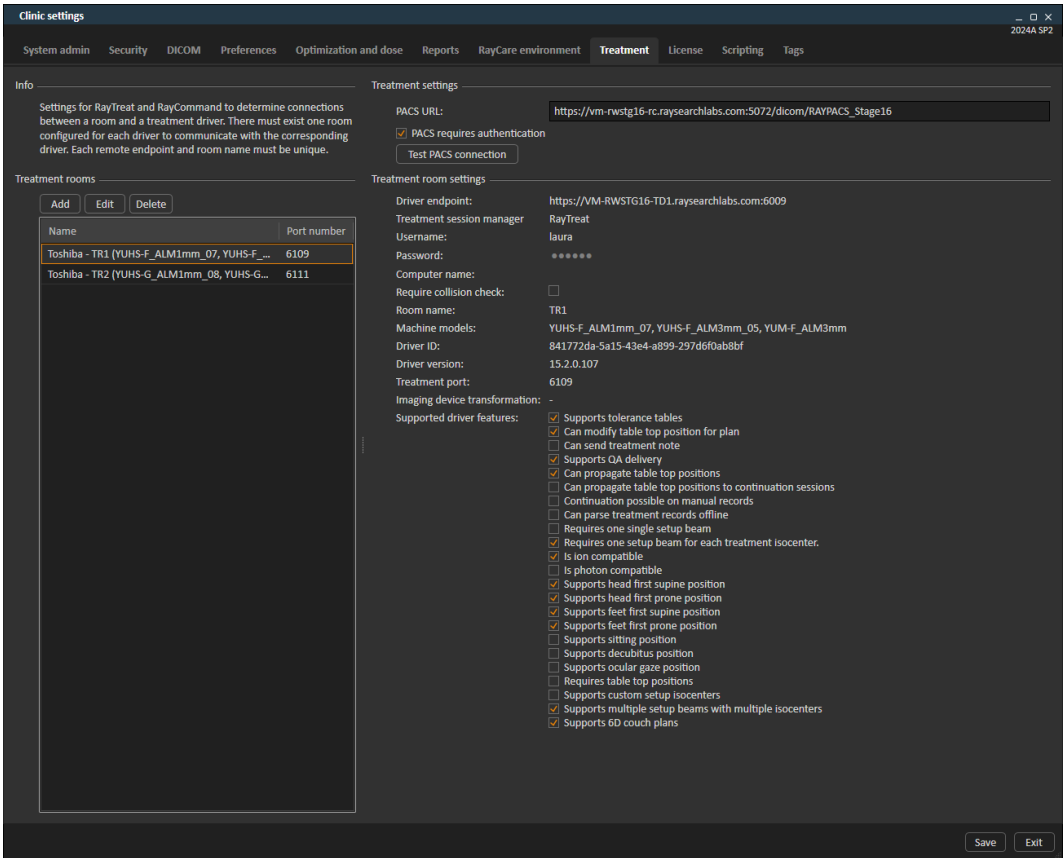 Clinic settings
2024A SP2
System admin Security DICOM Preferences Optimization and dose Reports RayCare environment Treatment License Scripting Tags
Info
Settings for RayTreat and RayCommand to determine connections
between a room and a treatment driver. There must exist one room
configured for each driver to communicate with the corresponding
driver. Each remote endpoint and room name must be unique.
Treatment rooms
Add Edit Delete
Name Port number
Toshiba - TR1 (YUHS-F_ALM1mm_07, YUHS-F_... 6109
Toshiba - TR2 (YUHS-G_ALM1mm_08, YUHS-G... 6111
Treatment settings
PACS URL: https://vm-rwstg16-rc.raysearchlabs.com:5072/dicom/RAYPACS_Stage16
PACS requires authentication
Test PACS connection
Treatment room settings
Driver endpoint: https://VM-RWSTG16-TD1.raysearchlabs.com:6009
Treatment session manager RayTreat
Username: laura
Password: ●●●●●●
Computer name:
Require collision check:
Room name: TR1
Machine models: YUHS-F_ALM1mm_07, YUHS-F_ALM3mm_05, YUM-F_ALM3mm
Driver ID: 841772da-5a15-43e4-a899-297d6f0ab8bf
Driver version: 15.2.0.107
Treatment port: 6109
Imaging device transformation: -
Supported driver features: Supports tolerance tables
Can modify table top position for plan
Can send treatment note
Supports QA delivery
Can propagate table top positions
Can propagate table top positions to continuation sessions
Continuation possible on manual records
Can parse treatment records offline
Requires one single setup beam
Requires one setup beam for each treatment isocenter.
Is ion compatible
Is photon compatible
Supports head first supine position
Supports head first prone position
Supports feet first supine position
Supports feet first prone position
Supports sitting position
Supports decubitus position
Supports ocular gaze position
Requires table top positions
Supports custom setup isocenters
Supports multiple setup beams with multiple isocenters
Supports 6D couch plans
Save Exit